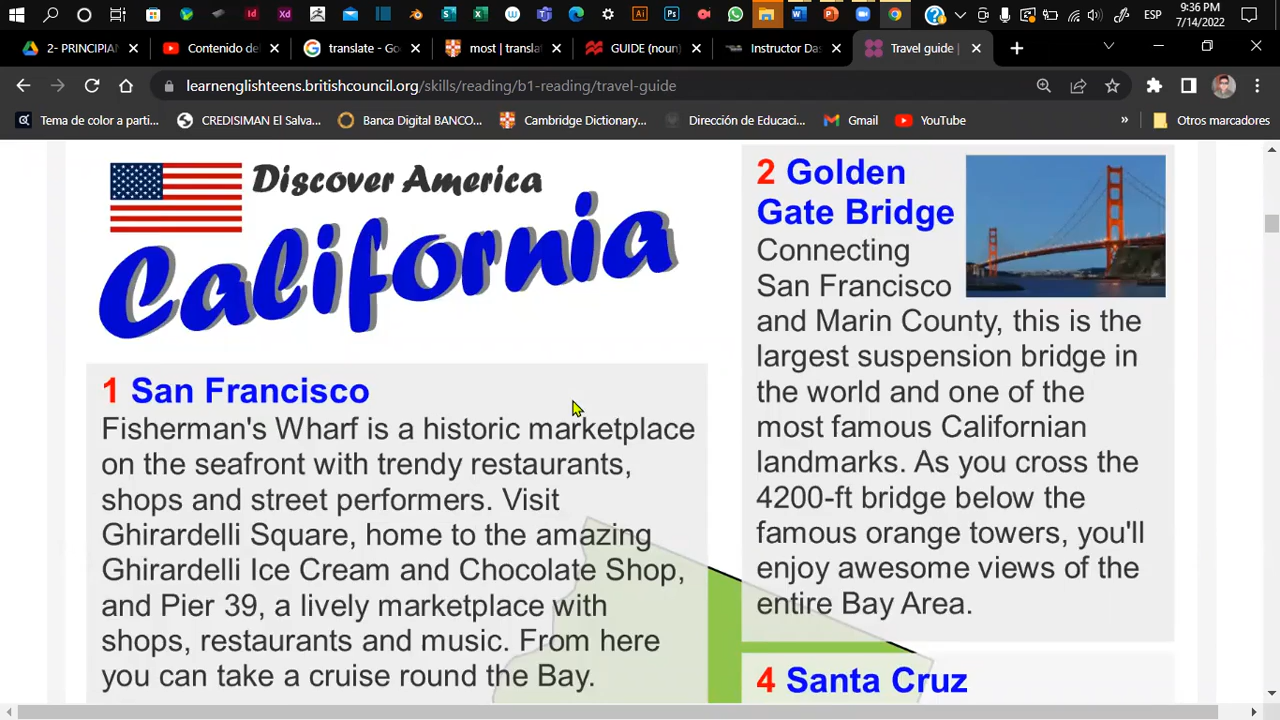 9:36 PM
ESP
7/14/2022
2- PRINCIPIAN
Contenido de
translate - Go
most | transla
GUIDE (noun)
Instructor Das
Travel guide |
learnenglishteens.britishcouncil.org/skills/reading/b1-reading/travel-guide
Tema de color a parti...
CREDISIMAN El Salva...
Banca Digital BANCO...
Cambridge Dictionary...
Dirección de Educaci...
Gmail
YouTube
»
Otros marcadores
Discover America
California
1 San Francisco
Fisherman's Wharf is a historic marketplace
on the seafront with trendy restaurants,
shops and street performers. Visit
Ghirardelli Square, home to the amazing
Ghirardelli Ice Cream and Chocolate Shop,
and Pier 39, a lively marketplace with
shops, restaurants and music. From here
you can take a cruise round the Bay.
2 Golden
Gate Bridge
Connecting
San Francisco
and Marin County, this is the
largest suspension bridge in
the world and one of the
most famous Californian
landmarks. As you cross the
4200-ft bridge below the
famous orange towers, you'll
enjoy awesome views of the
entire Bay Area.
4 Santa Cruz